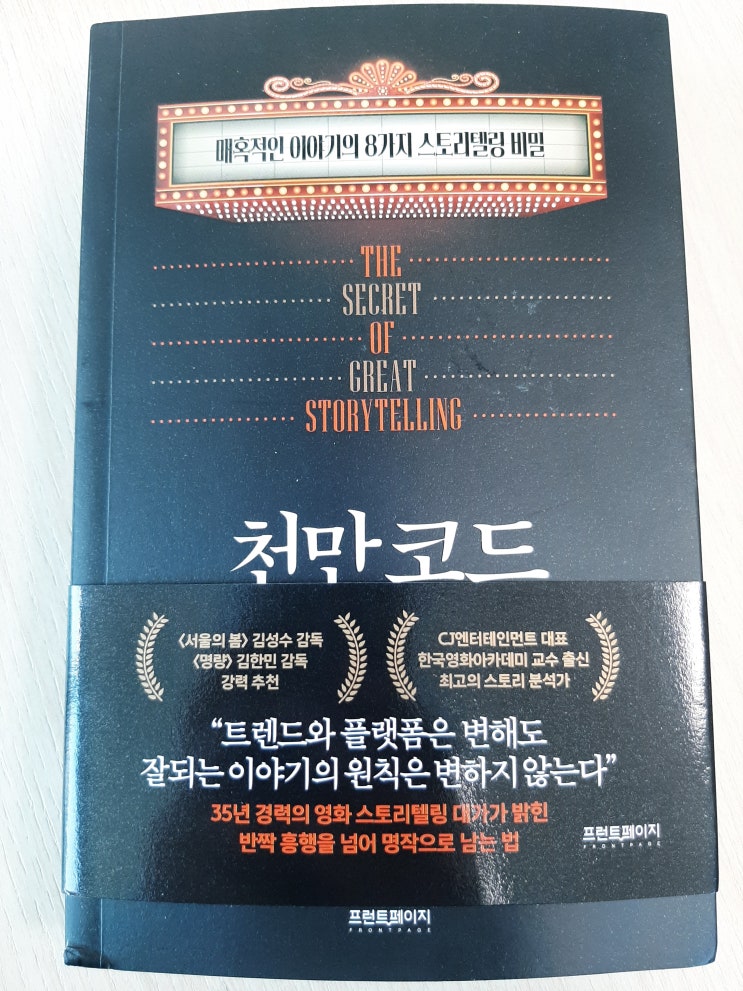 매혹적인 이야기의 8가지 스토리텔링 비밀
THE
SECRET
OF
GREAT
STORYTELLING
천만 코드
<서울의 봄> 김성수 감독
<명량> 김한민 감독
강력 추천
CJ엔터테인먼트 대표
한국영화아카데미 교수 출신
최고의 스토리 분석가
“트렌드와 플랫폼은 변해도
잘되는 이야기의 원칙은 변하지 않는다”
35년 경력의 영화 스토리텔링 대가가 밝힌
반짝 흥행을 넘어 명작으로 남는 법
프런트페이지
FRONTPAGE
프런트페이지
FRONTPAGE